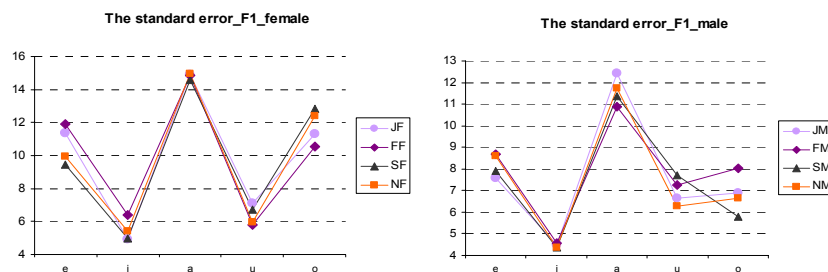 The standard error_F1_female
16
14
12
10
8
6
4
e i a u o
JF
FF
SF
NF
The standard error_F1_male
13
12
11
10
9
8
7
6
5
4
e i a u o
JM
FM
SM
NM